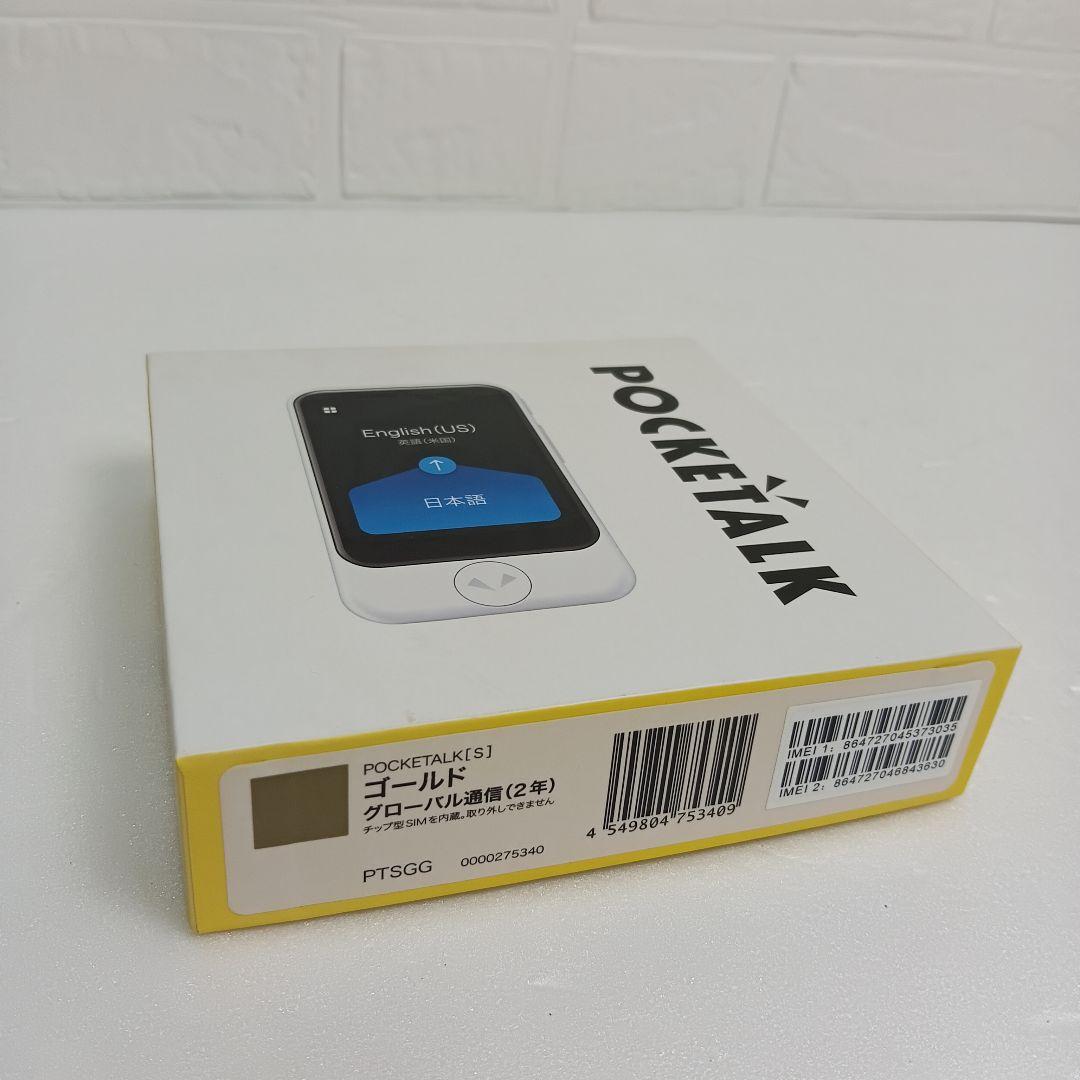 POCKETALK
English(US)
英語(米国)
日本語
POCKETALK[S]
ゴールド
グローバル通信(2年)
チップ型SIMを内蔵。取り外しできません
PTSGG 0000275340
4 549804 753409
IMEI 1: 864727045373035
IMEI 2: 864727046843630